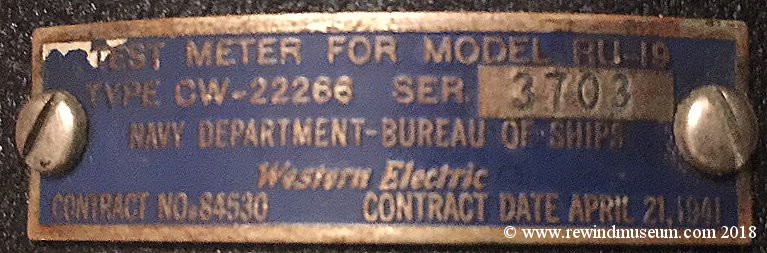 TEST METER FOR MODEL RU-19
TYPE CW-22266 SER. 3703
NAVY DEPARTMENT-BUREAU OF SHIPS
Western Electric
CONTRACT NO. 84530 CONTRACT DATE APRIL 21, 1941
© www.rewindmuseum.com 2018